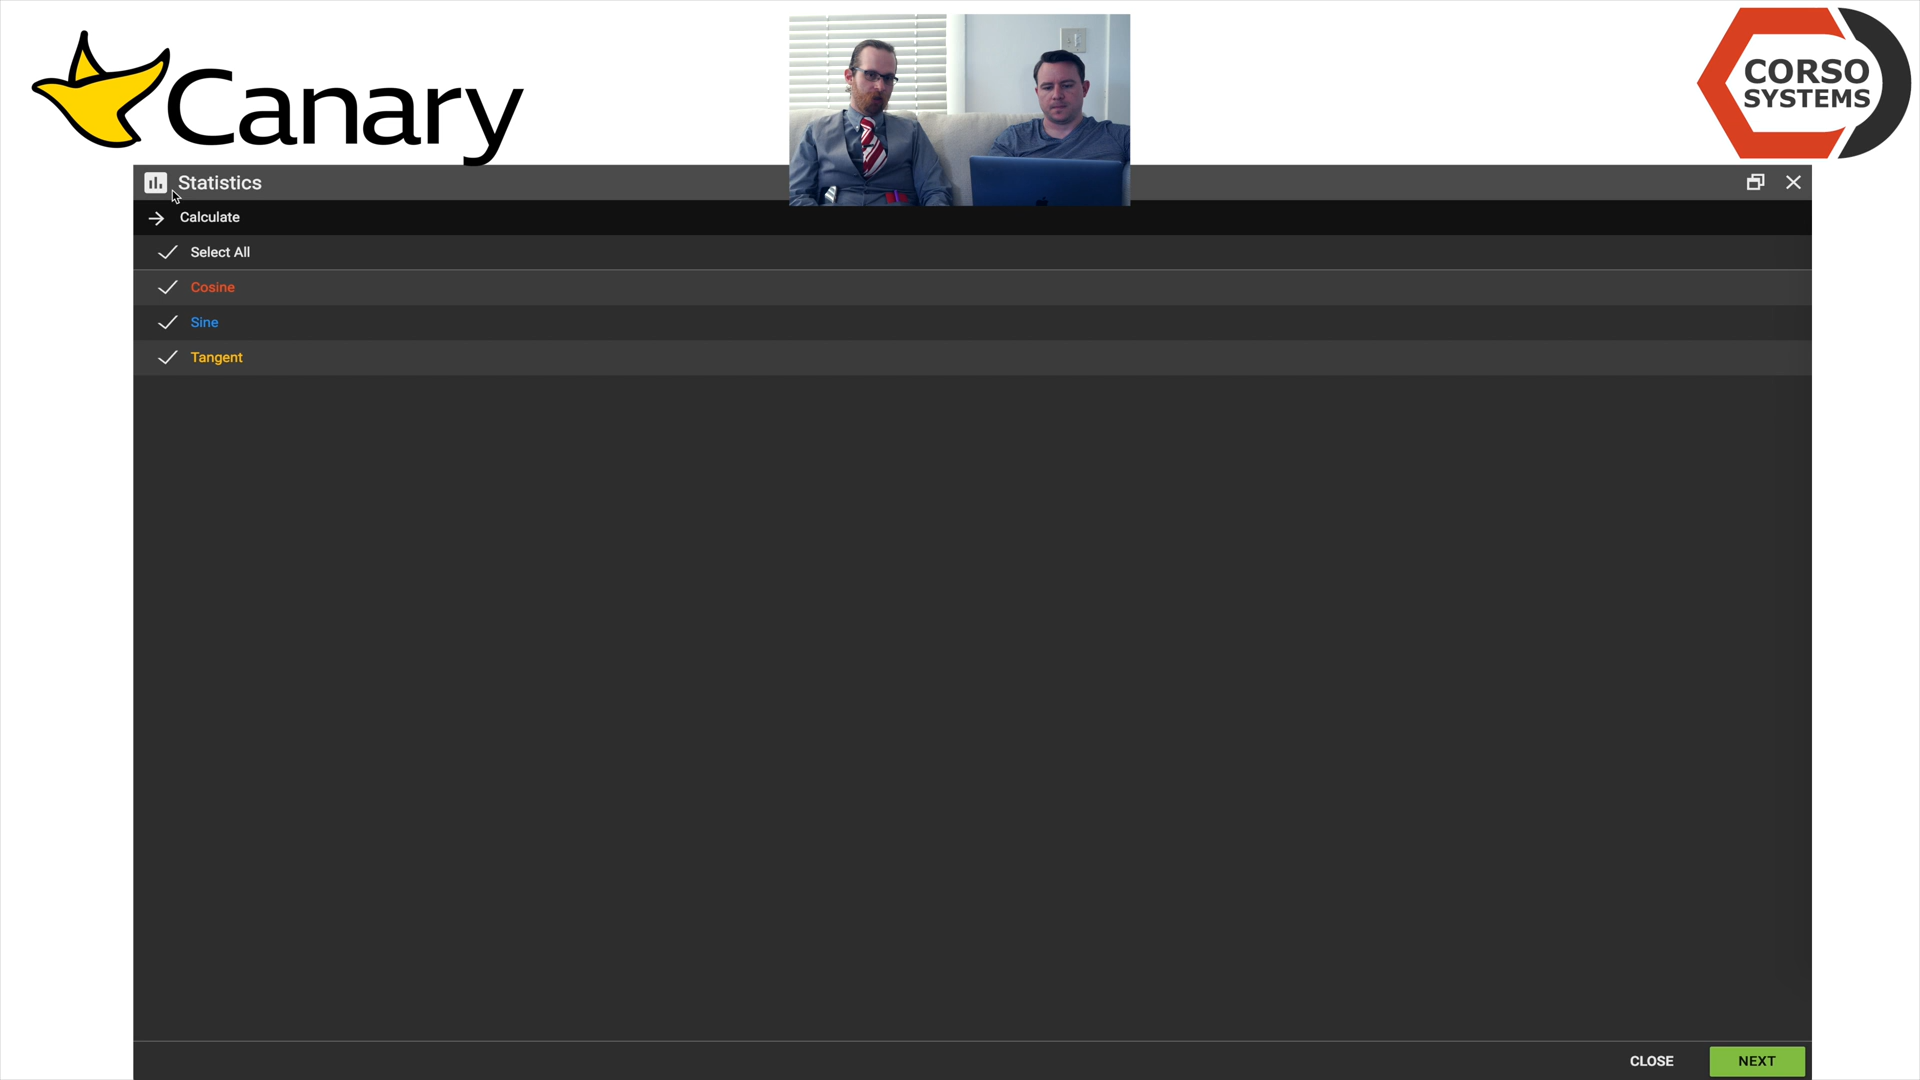 Canary
CORSO
SYSTEMS
Statistics
Calculate
Select All
Cosine
Sine
Tangent
CLOSE
NEXT